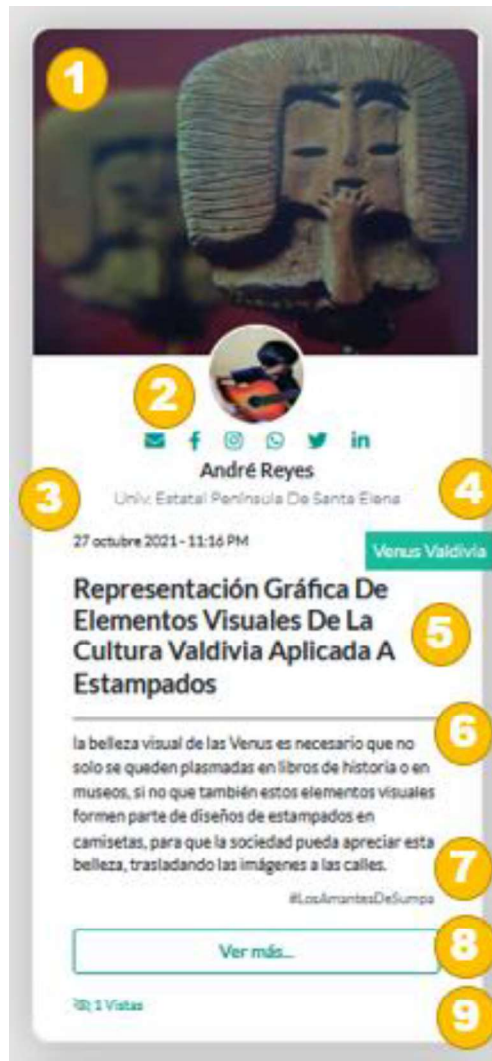 1
2
André Reyes
3
Univ. Estatal Península De Santa Elena
4
27 octubre 2021 - 11:16 PM
Venus Valdivia
Representación Gráfica De
Elementos Visuales De La
Cultura Valdivia Aplicada A
Estampados
5
6
la belleza visual de las Venus es necesario que no
solo se queden plasmadas en libros de historia o en
museos, si no que también estos elementos visuales
formen parte de diseños de estampados en
camisetas, para que la sociedad pueda apreciar esta
belleza, trasladando las imágenes a las calles.
7
#LosAmantesDeSumpa
Ver más...
8
1 Vistas
9